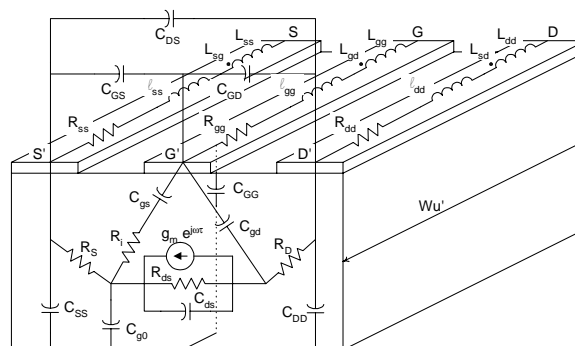 C_DS
L_ss S L_gg G L_dd D
L_sg L_gd L_sd
C_GS ℓ_ss C_GD ℓ_gg ℓ_dd
R_ss R_gg R_dd
S' G' D'
C_gs C_GG C_gd Wu'
R_S R_i g_m e^jωτ R_D
R_ds
C_SS C_g0 C_ds C_DD